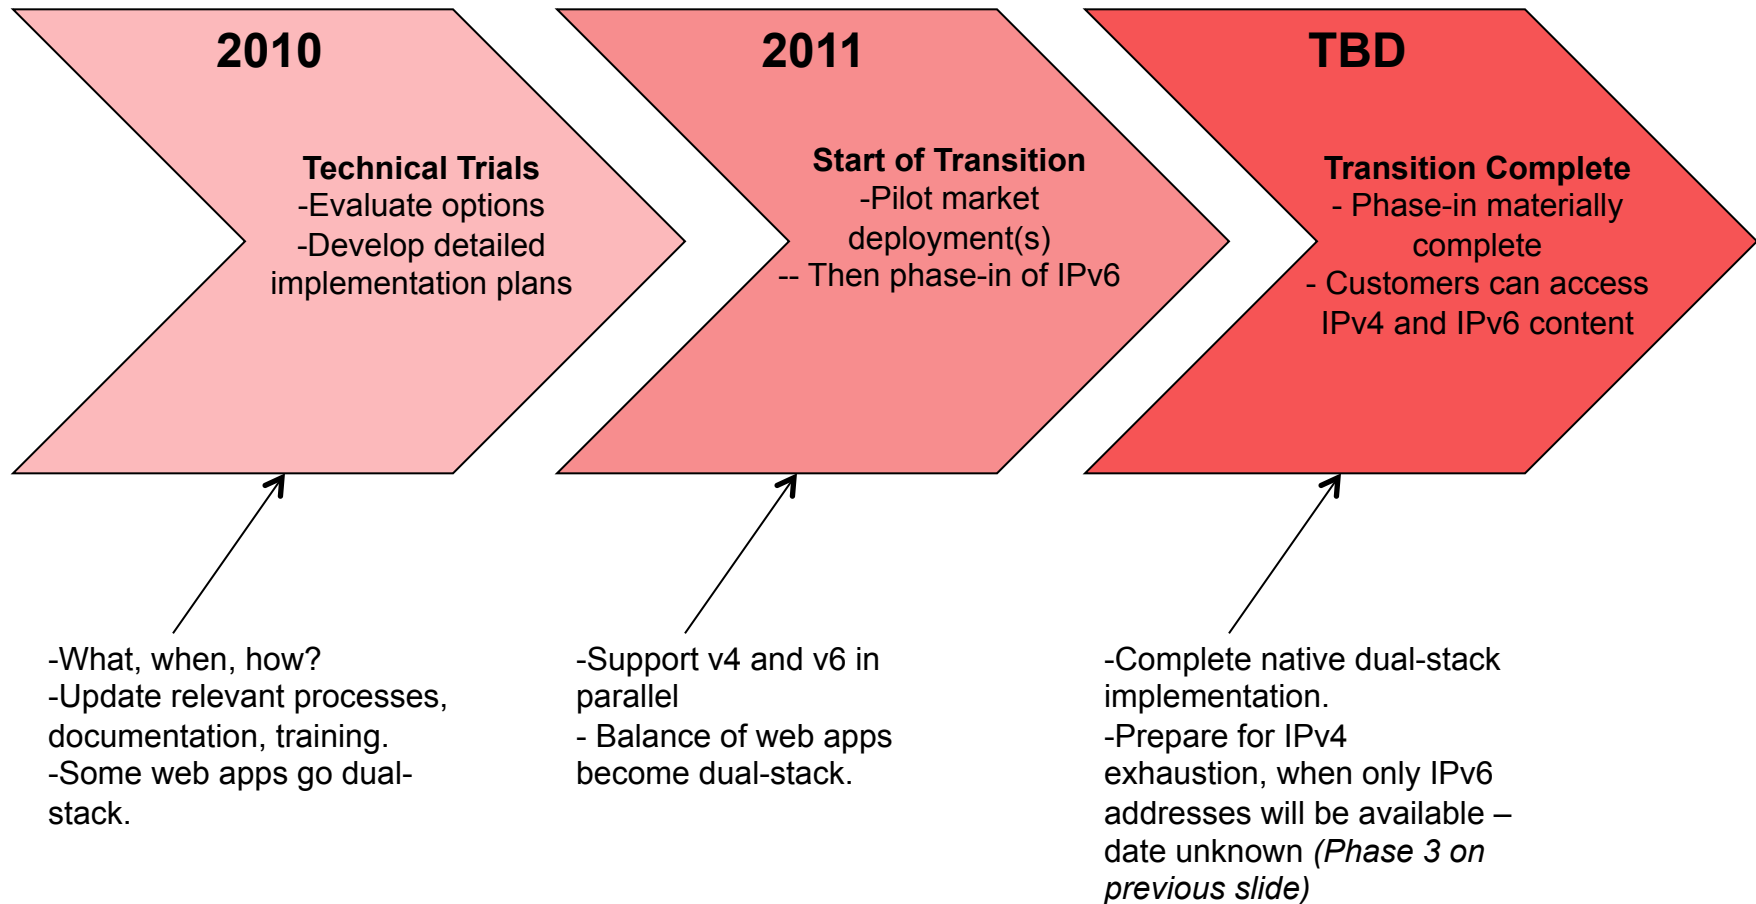 2010
Technical Trials
-Evaluate options
-Develop detailed
implementation plans
2011
Start of Transition
-Pilot market
deployment(s)
-- Then phase-in of IPv6
TBD
Transition Complete
- Phase-in materially
complete
- Customers can access
IPv4 and IPv6 content
-What, when, how?
-Update relevant processes,
documentation, training.
-Some web apps go dual-
stack.
-Support v4 and v6 in
parallel
- Balance of web apps
become dual-stack.
-Complete native dual-stack
implementation.
-Prepare for IPv4
exhaustion, when only IPv6
addresses will be available –
date unknown (Phase 3 on
previous slide)